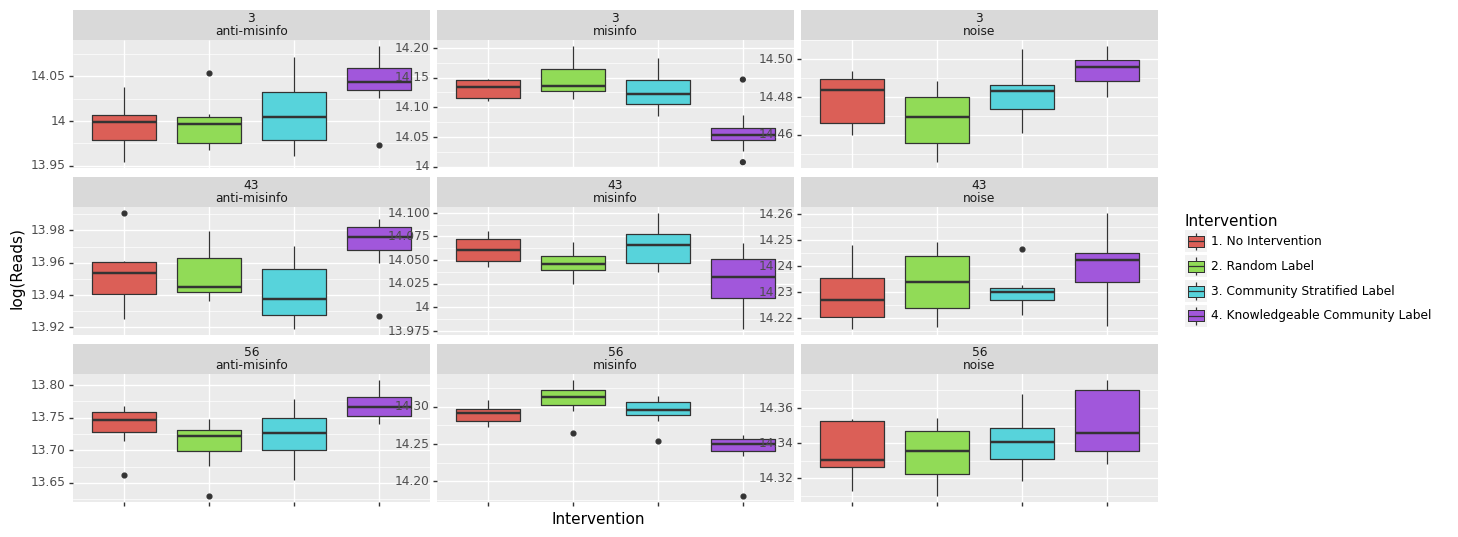 3
anti-misinfo
3
misinfo
3
noise
14.05
14
13.95
14.20
14.15
14.10
14.05
14
14.50
14.48
14.46
43
anti-misinfo
43
misinfo
43
noise
13.98
13.96
13.94
13.92
14.100
14.075
14.050
14.025
14
13.975
14.26
14.25
14.24
14.23
14.22
56
anti-misinfo
56
misinfo
56
noise
13.80
13.75
13.70
13.65
14.30
14.25
14.20
14.36
14.34
14.32
log(Reads)
Intervention
Intervention
1. No Intervention
2. Random Label
3. Community Stratified Label
4. Knowledgeable Community Label